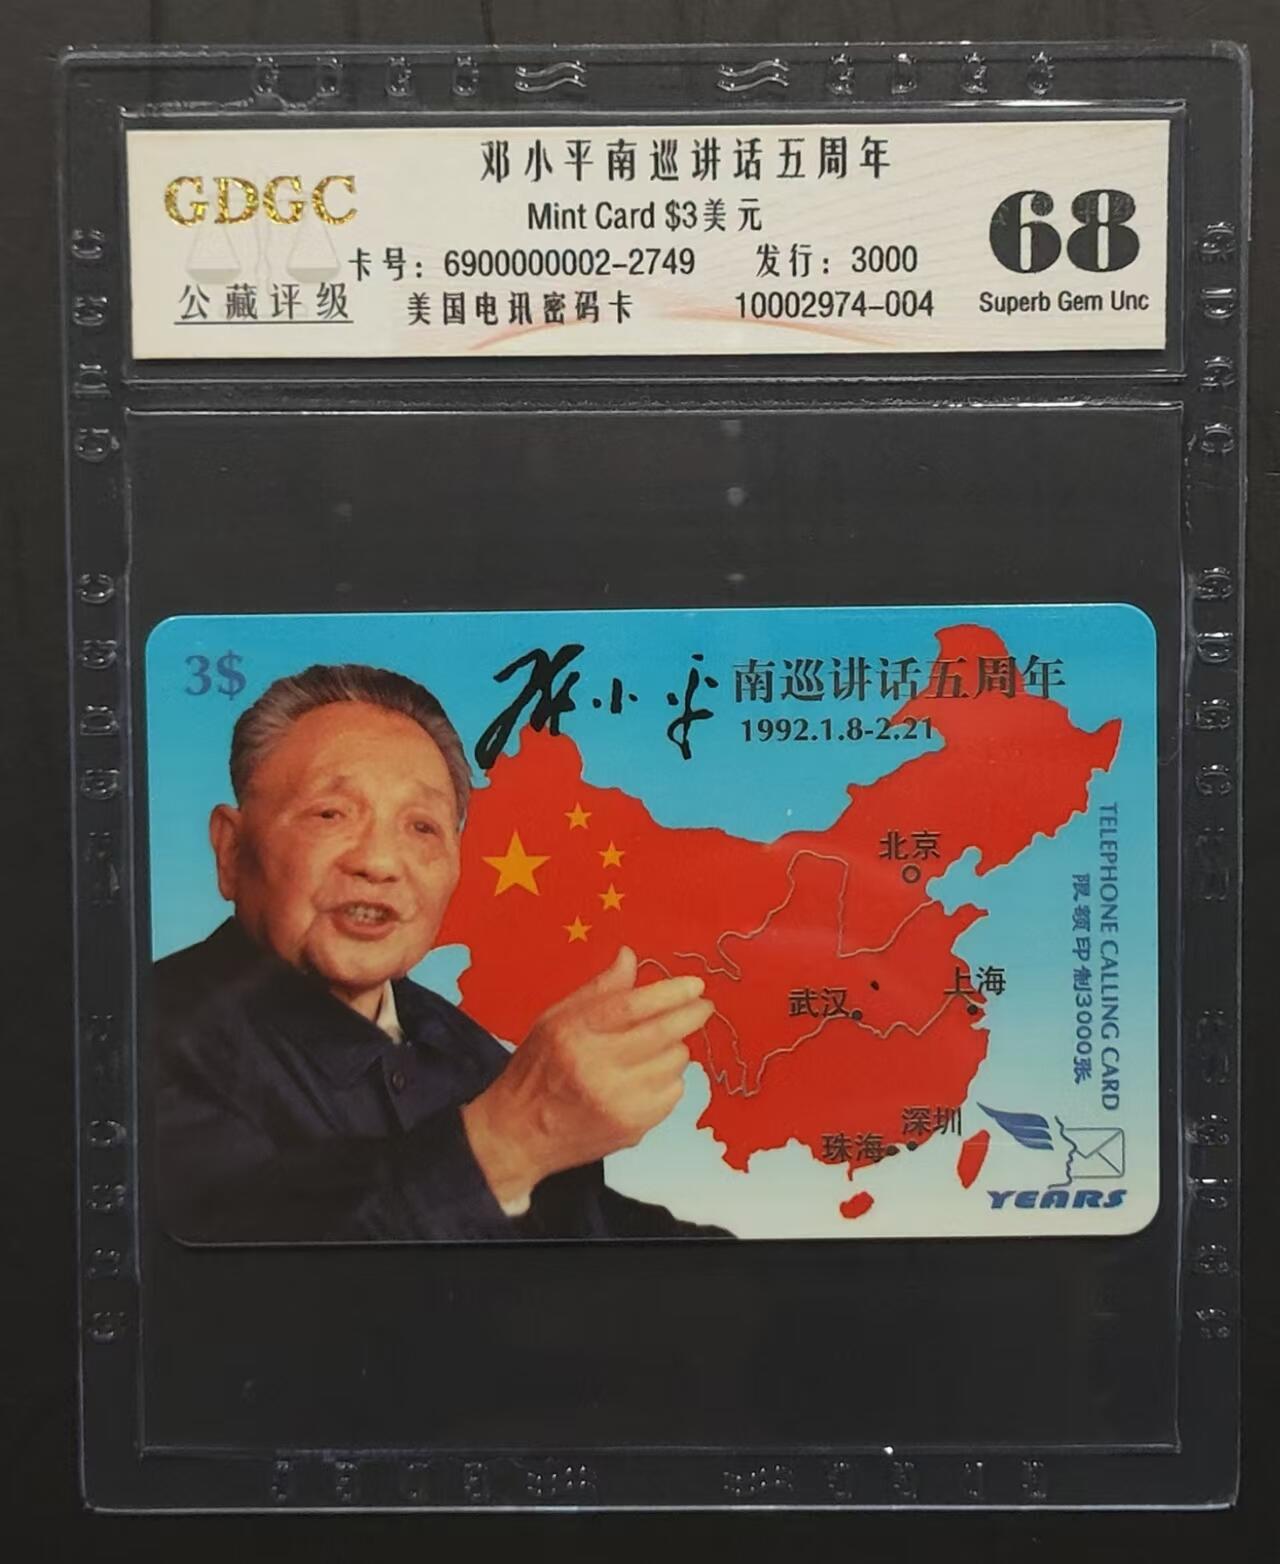 邓小平南巡讲话五周年
GDGC
Mint Card $3美元
68
卡号: 6900000002-2749 发行: 3000
公藏评级
美国电讯密码卡 10002974-004
Superb Gem Unc
3$
邓小平 南巡讲话五周年
1992.1.8-2.21
北京
上海
武汉
深圳
珠海
TELEPHONE CALLING CARD
限额印制3000张
YEARS